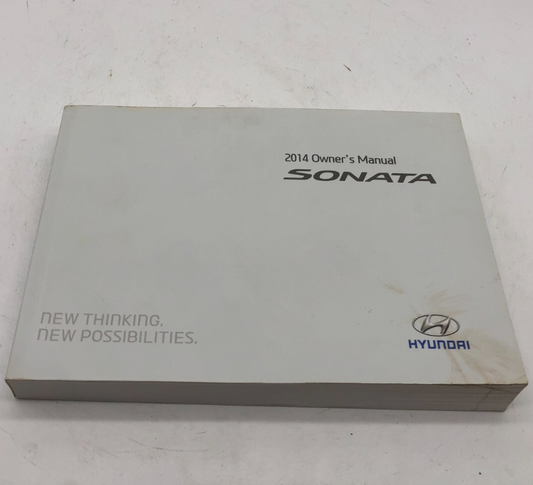 2014 Owner's Manual
SONATA
NEW THINKING.
NEW POSSIBILITIES.
HYUNDAI